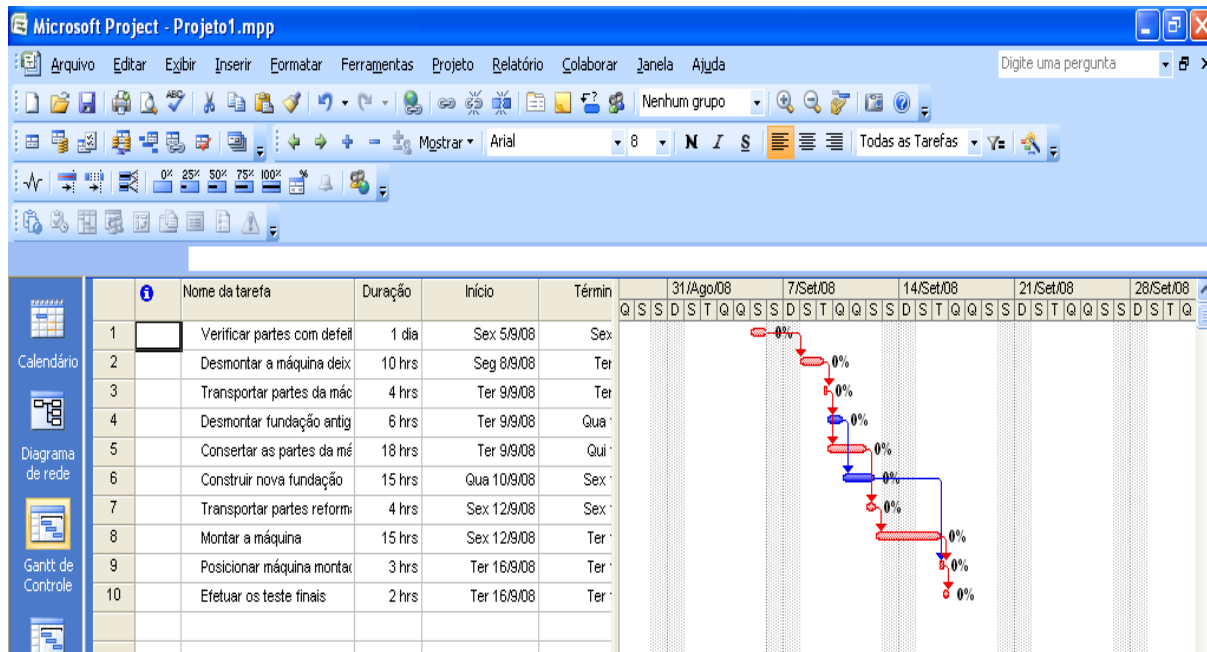 Microsoft Project - Projeto1.mpp
Arquivo Editar Exibir Inserir Formatar Ferramentas Projeto Relatório Colaborar Janela Ajuda Digite uma pergunta
ABC Nenhum grupo
Mostrar Arial 8 N I S Todas as Tarefas
0% 25% 50% 75% 100%
Nome da tarefa Duração Início Términ 31/Ago/08 7/Set/08 14/Set/08 21/Set/08 28/Set/08
Q S S D S T Q Q S S D S T Q Q S S D S T Q Q S S D S T Q Q S S D S T Q
1 Verificar partes com defeit 1 dia Sex 5/9/08 Sex 0%
Calendário
2 Desmontar a máquina deix 10 hrs Seg 8/9/08 Ter 0%
3 Transportar partes da mác 4 hrs Ter 9/9/08 Ter 0%
4 Desmontar fundação antig 6 hrs Ter 9/9/08 Qua 0%
Diagrama de rede
5 Consertar as partes da má 18 hrs Ter 9/9/08 Qui 0%
6 Construir nova fundação 15 hrs Qua 10/9/08 Sex 0%
7 Transportar partes reform 4 hrs Sex 12/9/08 Sex 0%
8 Montar a máquina 15 hrs Sex 12/9/08 Ter 0%
Gantt de Controle
9 Posicionar máquina montad 3 hrs Ter 16/9/08 Ter 0%
10 Efetuar os teste finais 2 hrs Ter 16/9/08 Ter 0%